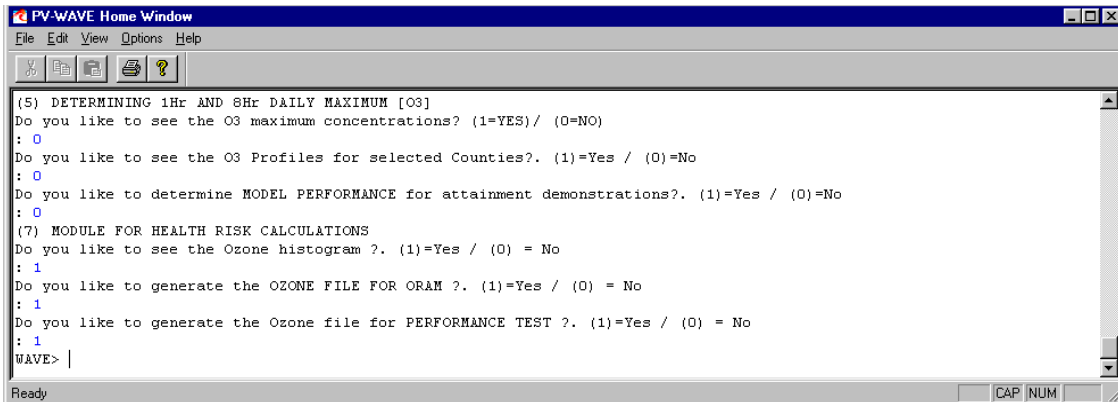 PV-WAVE Home Window
File Edit View Options Help
(5) DETERMINING 1Hr AND 8Hr DAILY MAXIMUM [O3]
Do you like to see the O3 maximum concentrations? (1=YES)/ (0=NO)
: 0
Do you like to see the O3 Profiles for selected Counties?. (1)=Yes / (0)=No
: 0
Do you like to determine MODEL PERFORMANCE for attainment demonstrations?. (1)=Yes / (0)=No
: 0
(7) MODULE FOR HEALTH RISK CALCULATIONS
Do you like to see the Ozone histogram ?. (1)=Yes / (0) = No
: 1
Do you like to generate the OZONE FILE FOR ORAM ?. (1)=Yes / (0) = No
: 1
Do you like to generate the Ozone file for PERFORMANCE TEST ?. (1)=Yes / (0) = No
: 1
WAVE>
Ready CAP NUM